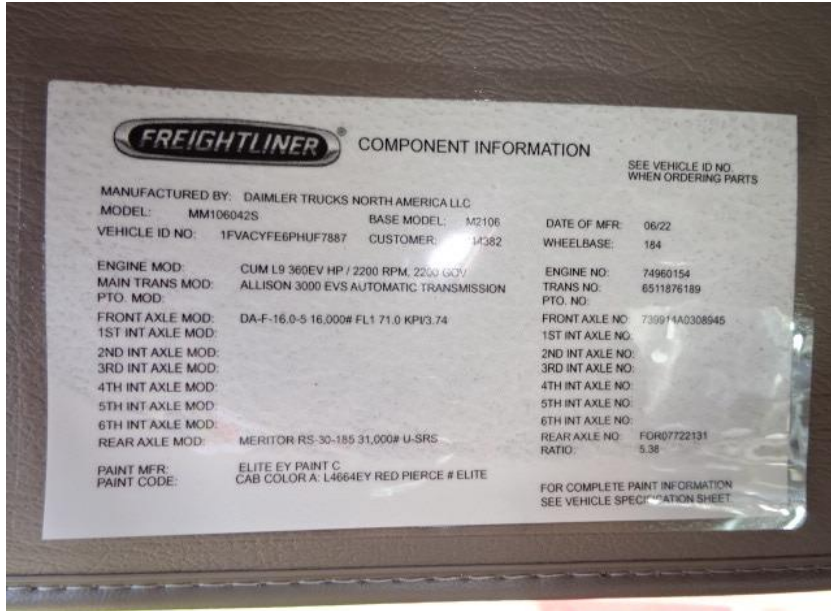 FREIGHTLINER ® COMPONENT INFORMATION
SEE VEHICLE ID NO.
WHEN ORDERING PARTS
MANUFACTURED BY: DAIMLER TRUCKS NORTH AMERICA LLC
MODEL: MM106042S BASE MODEL: M2106 DATE OF MFR: 06/22
VEHICLE ID NO: 1FVACYFE6PHUF7887 CUSTOMER: WHEELBASE: 184
ENGINE MOD: CUM L9 360EV HP / 2200 RPM, 2200 GOV ENGINE NO: 74960154
MAIN TRANS MOD: ALLISON 3000 EVS AUTOMATIC TRANSMISSION TRANS NO: 6511876189
PTO. MOD: PTO. NO:
FRONT AXLE MOD: DA-F-16.0-5 16,000# FL1 71.0 KPI/3.74 FRONT AXLE NO: 739914A0308945
1ST INT AXLE MOD: 1ST INT AXLE NO:
2ND INT AXLE MOD: 2ND INT AXLE NO:
3RD INT AXLE MOD: 3RD INT AXLE NO:
4TH INT AXLE MOD: 4TH INT AXLE NO:
5TH INT AXLE MOD: 5TH INT AXLE NO:
6TH INT AXLE MOD: 6TH INT AXLE NO:
REAR AXLE MOD: MERITOR RS-30-185 31,000# U-SRS REAR AXLE NO: FOR07722131
RATIO: 5.38
PAINT MFR: ELITE EY PAINT C
PAINT CODE: CAB COLOR A: L4664EY RED PIERCE # ELITE
FOR COMPLETE PAINT INFORMATION
SEE VEHICLE SPECIFICATION SHEET